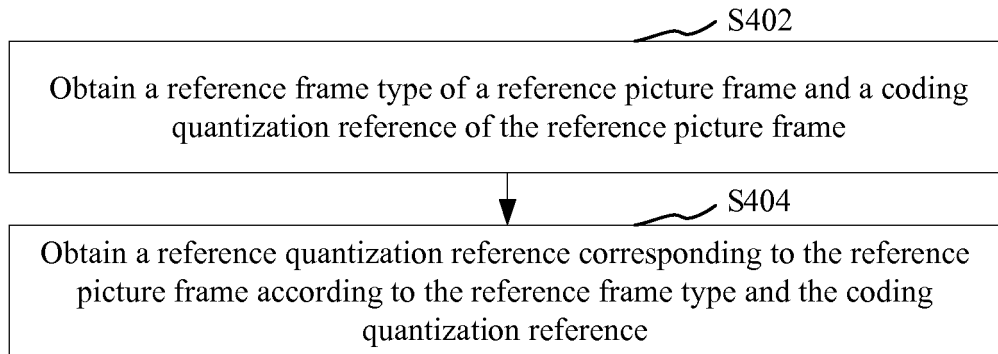 S402
Obtain a reference frame type of a reference picture frame and a coding
quantization reference of the reference picture frame
S404
Obtain a reference quantization reference corresponding to the reference
picture frame according to the reference frame type and the coding
quantization reference